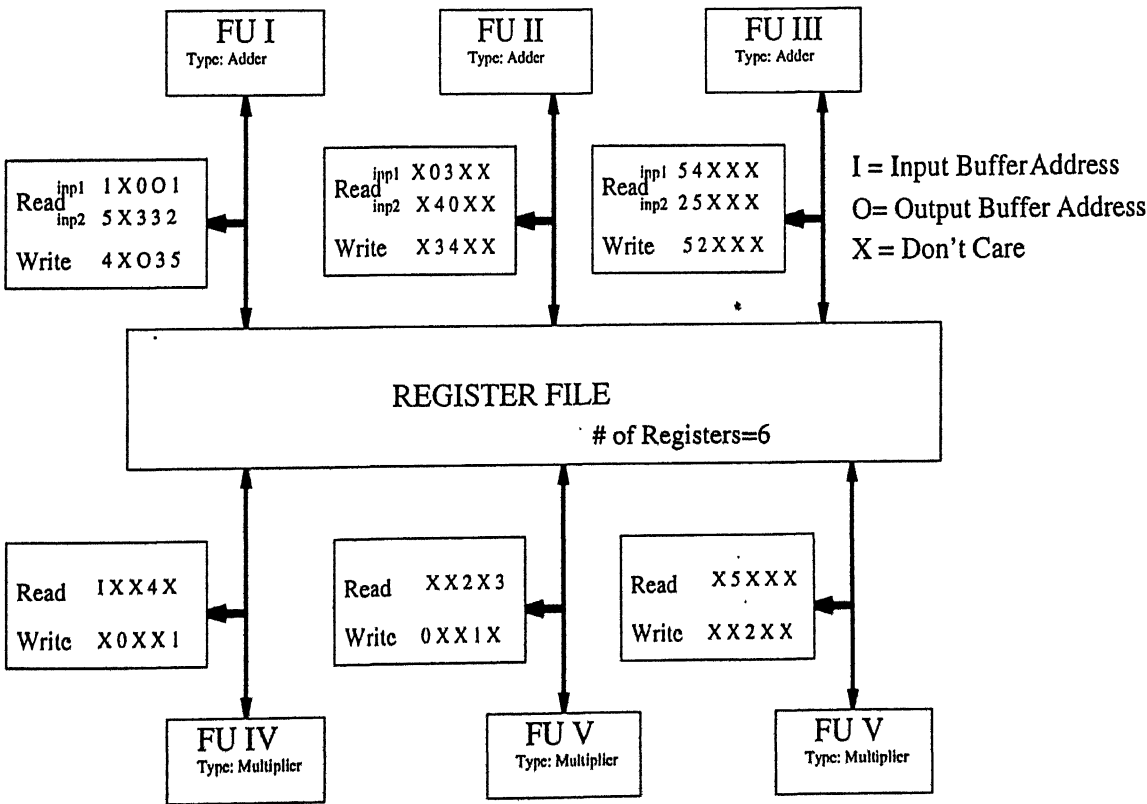 FU I
Type: Adder
FU II
Type: Adder
FU III
Type: Adder
Read inp1 1 X 0 O 1
inp2 5 X 3 3 2
Write 4 X O 3 5
Read inp1 X 0 3 X X
inp2 X 4 0 X X
Write X 3 4 X X
Read inp1 5 4 X X X
inp2 2 5 X X X
Write 5 2 X X X
I = Input Buffer Address
O= Output Buffer Address
X = Don't Care
REGISTER FILE
# of Registers=6
Read I X X 4 X
Write X 0 X X 1
Read X X 2 X 3
Write 0 X X 1 X
Read X 5 X X X
Write X X 2 X X
FU IV
Type: Multiplier
FU V
Type: Multiplier
FU V
Type: Multiplier